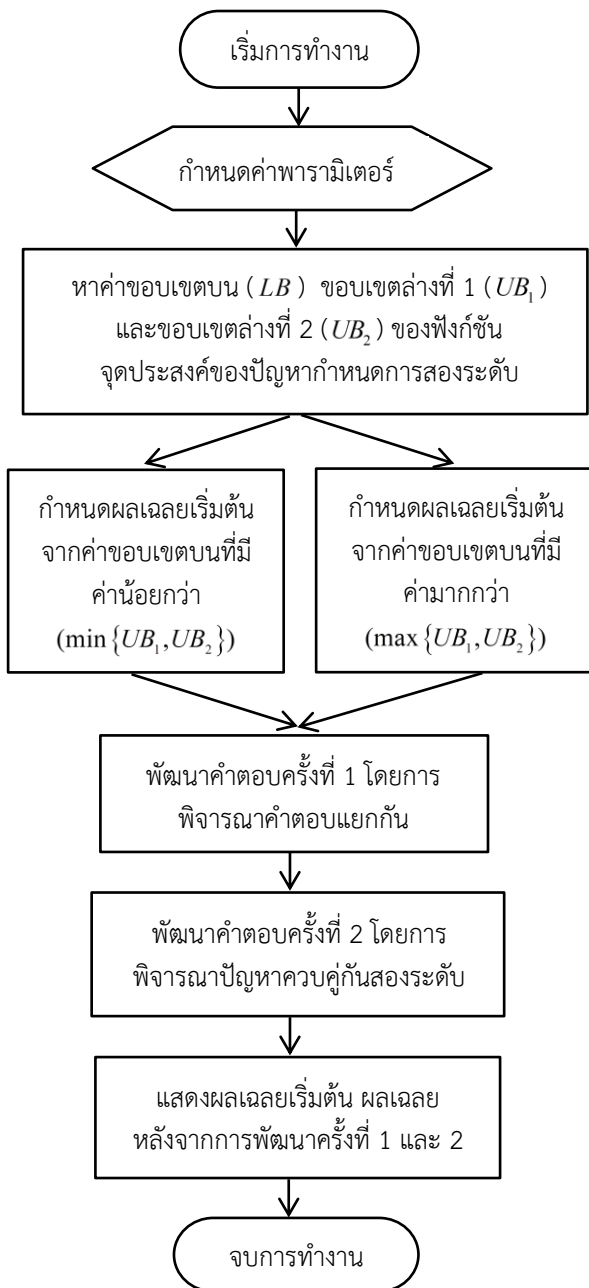 เริ่มการทำงาน
กำหนดค่าพารามิเตอร์
หาค่าขอบเขตบน (LB) ขอบเขตล่างที่ 1 (UB₁)
และขอบเขตล่างที่ 2 (UB₂) ของฟังก์ชัน
จุดประสงค์ของปัญหากำหนดการสองระดับ
กำหนดผลเฉลยเริ่มต้น
จากค่าขอบเขตบนที่มี
ค่าน้อยกว่า
(min{UB₁,UB₂})
กำหนดผลเฉลยเริ่มต้น
จากค่าขอบเขตบนที่มี
ค่ามากกว่า
(max{UB₁,UB₂})
พัฒนาคำตอบครั้งที่ 1 โดยการ
พิจารณาคำตอบแยกกัน
พัฒนาคำตอบครั้งที่ 2 โดยการ
พิจารณาปัญหาควบคู่กันสองระดับ
แสดงผลเฉลยเริ่มต้น ผลเฉลย
หลังจากการพัฒนาครั้งที่ 1 และ 2
จบการทำงาน